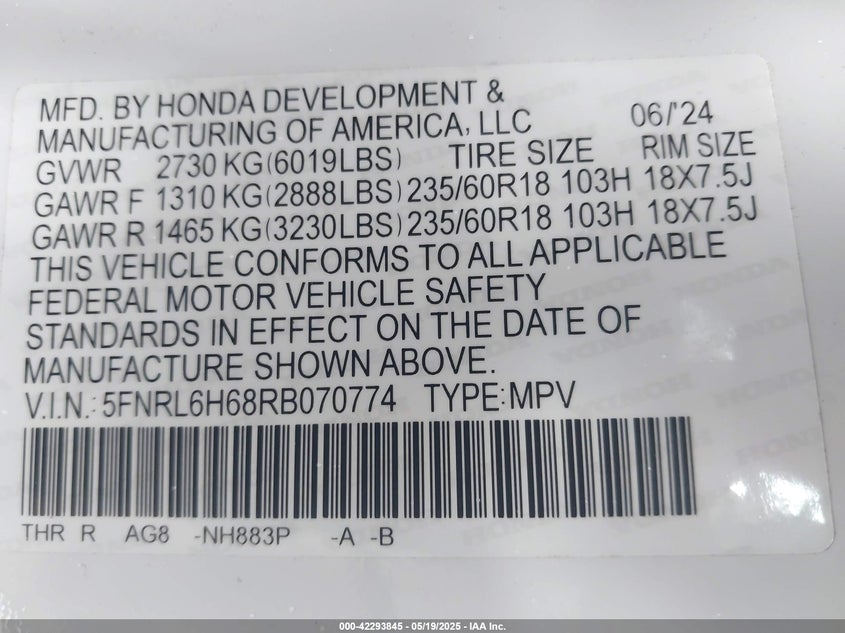 MFD. BY HONDA DEVELOPMENT &
MANUFACTURING OF AMERICA, LLC 06/'24
GVWR 2730 KG(6019LBS) TIRE SIZE RIM SIZE
GAWR F 1310 KG(2888LBS) 235/60R18 103H 18X7.5J
GAWR R 1465 KG(3230LBS) 235/60R18 103H 18X7.5J
THIS VEHICLE CONFORMS TO ALL APPLICABLE
FEDERAL MOTOR VEHICLE SAFETY
STANDARDS IN EFFECT ON THE DATE OF
MANUFACTURE SHOWN ABOVE.
V.I.N.: 5FNRL6H68RB070774 TYPE:MPV
THR R AG8 -NH883P -A -B
000-42293845 - 05/19/2025 - IAA Inc.